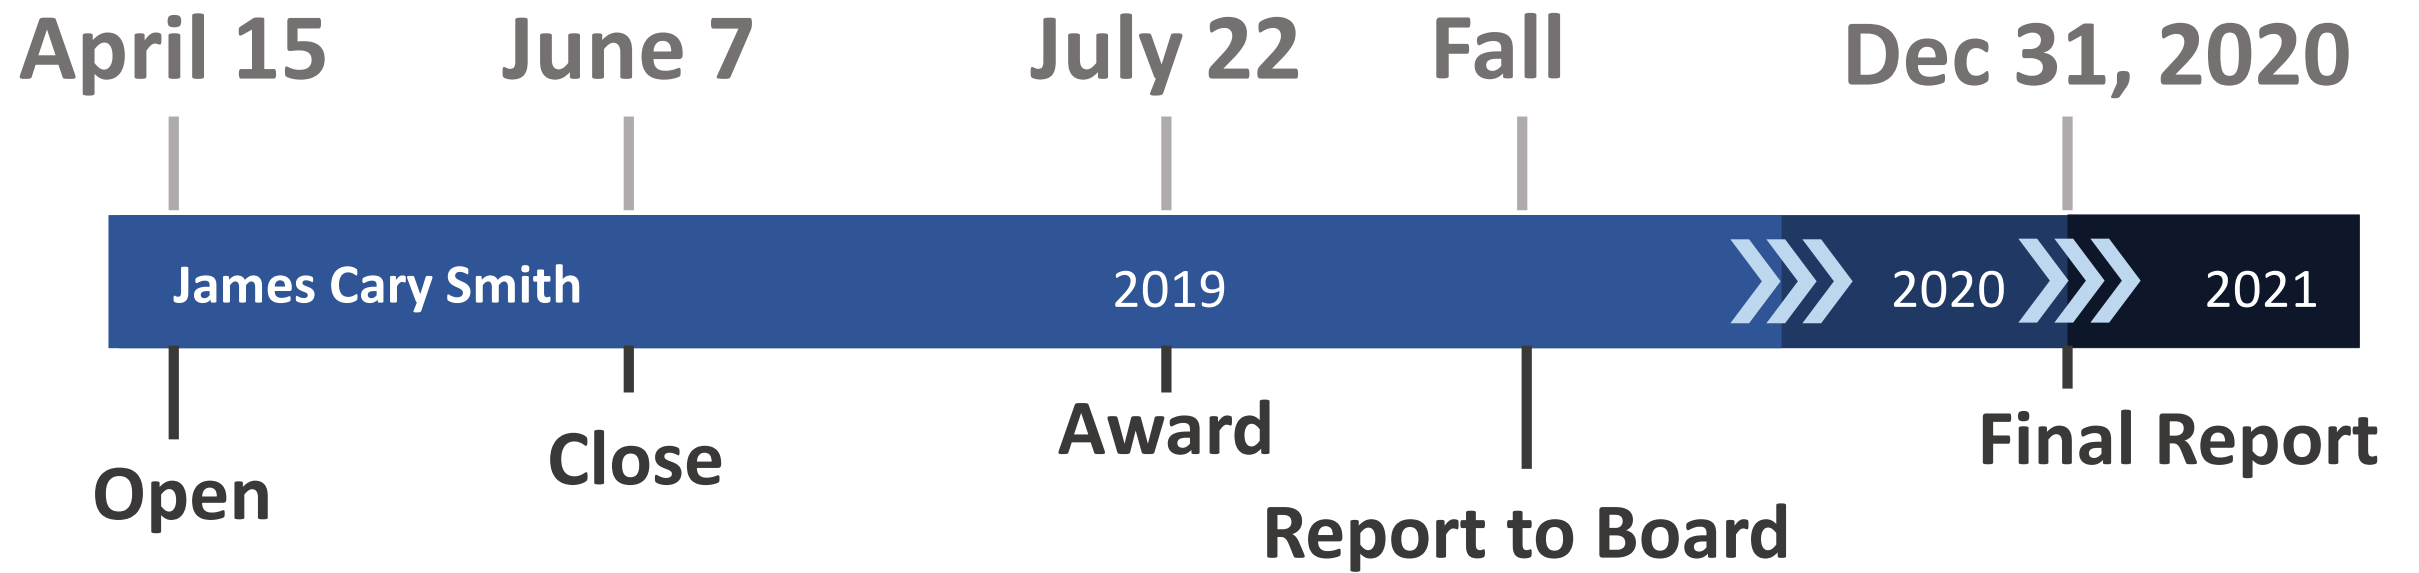 April 15 June 7 July 22 Fall Dec 31, 2020
James Cary Smith 2019 2020 2021
Open Close Award Report to Board Final Report